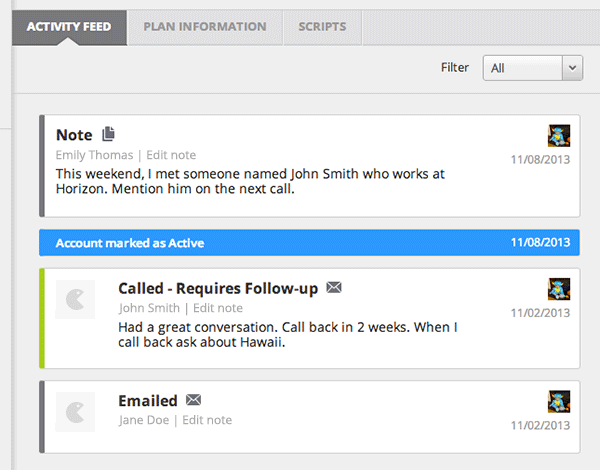 ACTIVITY FEED PLAN INFORMATION SCRIPTS
Filter All
Note
Emily Thomas | Edit note
11/08/2013
This weekend, I met someone named John Smith who works at
Horizon. Mention him on the next call.
Account marked as Active 11/08/2013
Called - Requires Follow-up
John Smith | Edit note
11/02/2013
Had a great conversation. Call back in 2 weeks. When I
call back ask about Hawaii.
Emailed
Jane Doe | Edit note
11/02/2013